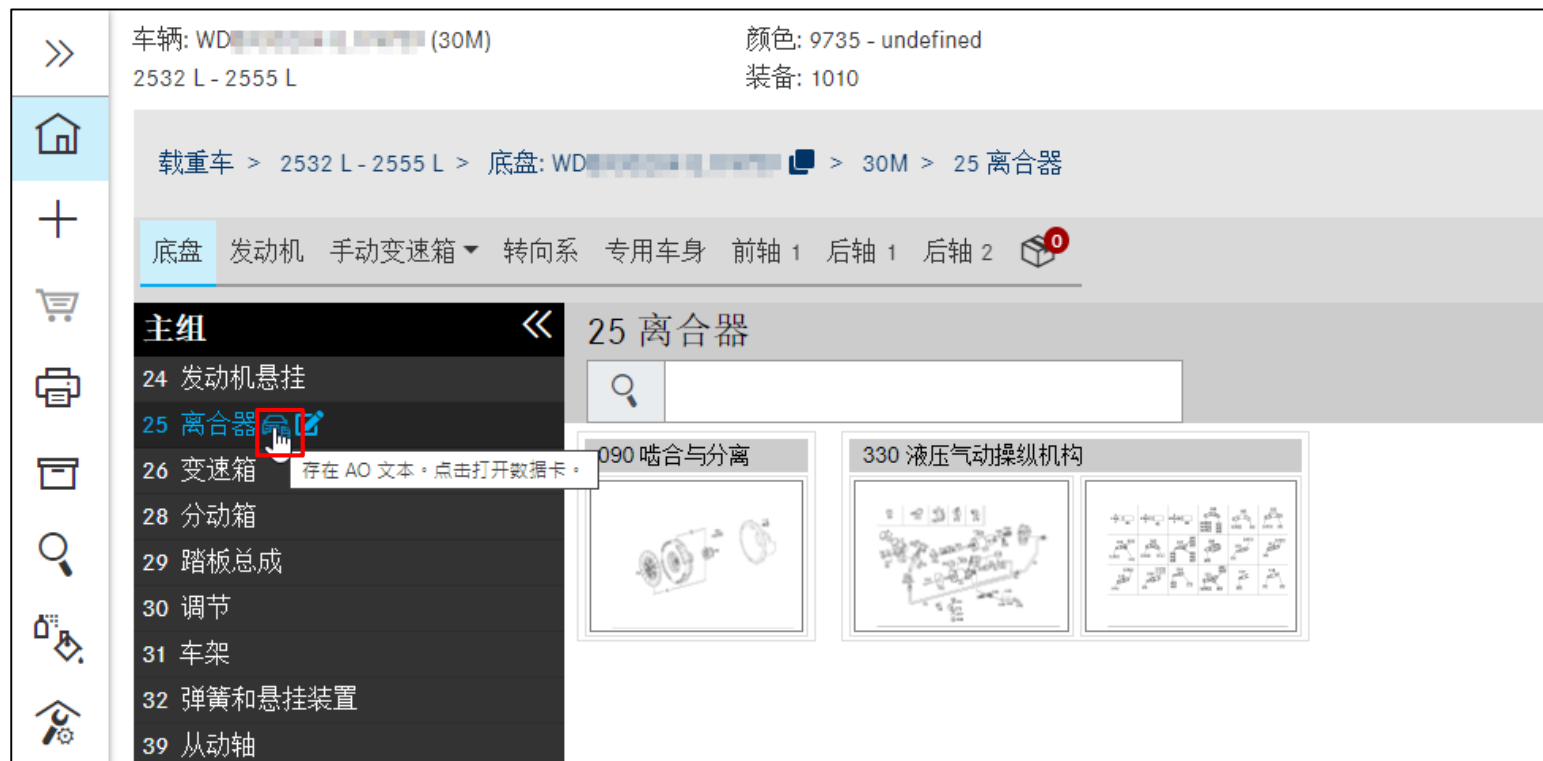 车辆: WD (30M)
颜色: 9735 - undefined
2532 L - 2555 L
装备: 1010
载重车 > 2532 L - 2555 L > 底盘: WD > 30M > 25 离合器
底盘 发动机 手动变速箱 转向系 专用车身 前轴 1 后轴 1 后轴 2 0
主组
25 离合器
24 发动机悬挂
25 离合器
26 变速箱
存在 AO 文本。点击打开数据卡。
090 啮合与分离
330 液压气动操纵机构
28 分动箱
29 踏板总成
30 调节
31 车架
32 弹簧和悬挂装置
39 从动轴